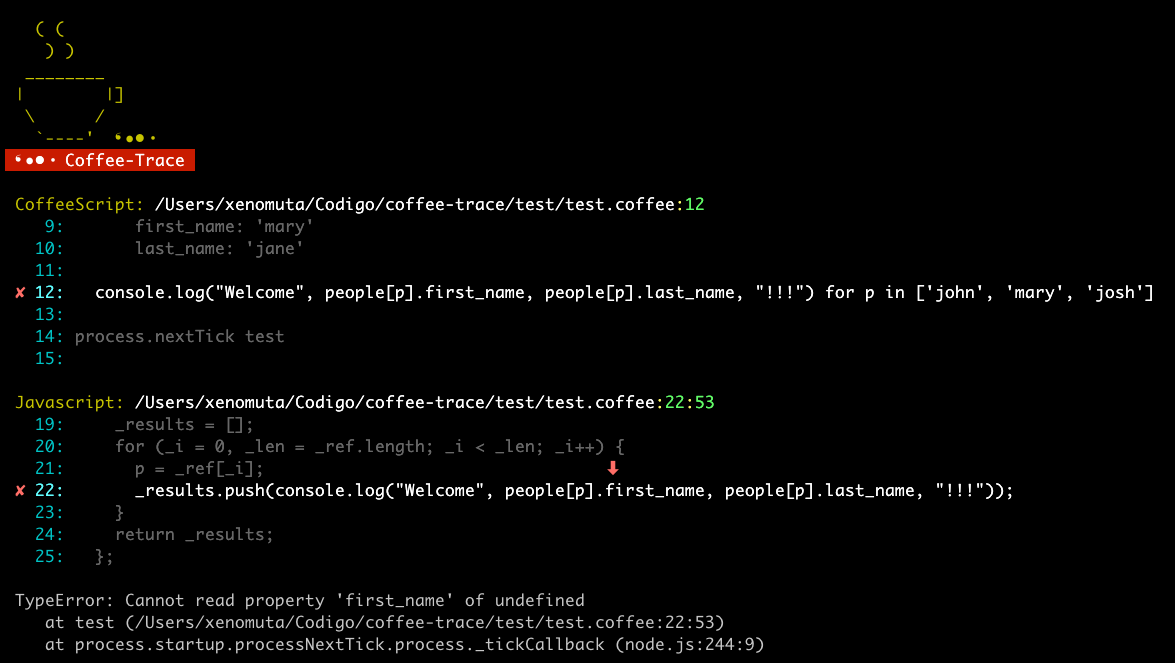 ( (
) )
________
|        |]
\      /
`----'
Coffee-Trace
CoffeeScript: /Users/xenomuta/Codigo/coffee-trace/test/test.coffee:12
9:       first_name: 'mary'
10:       last_name: 'jane'
11:
✘ 12:   console.log("Welcome", people[p].first_name, people[p].last_name, "!!!") for p in ['john', 'mary', 'josh']
13:
14: process.nextTick test
15:
Javascript: /Users/xenomuta/Codigo/coffee-trace/test/test.coffee:22:53
19:     _results = [];
20:     for (_i = 0, _len = _ref.length; _i < _len; _i++) {
21:       p = _ref[_i];
✘ 22:       _results.push(console.log("Welcome", people[p].first_name, people[p].last_name, "!!!"));
23:     }
24:     return _results;
25:   };
TypeError: Cannot read property 'first_name' of undefined
at test (/Users/xenomuta/Codigo/coffee-trace/test/test.coffee:22:53)
at process.startup.processNextTick.process._tickCallback (node.js:244:9)